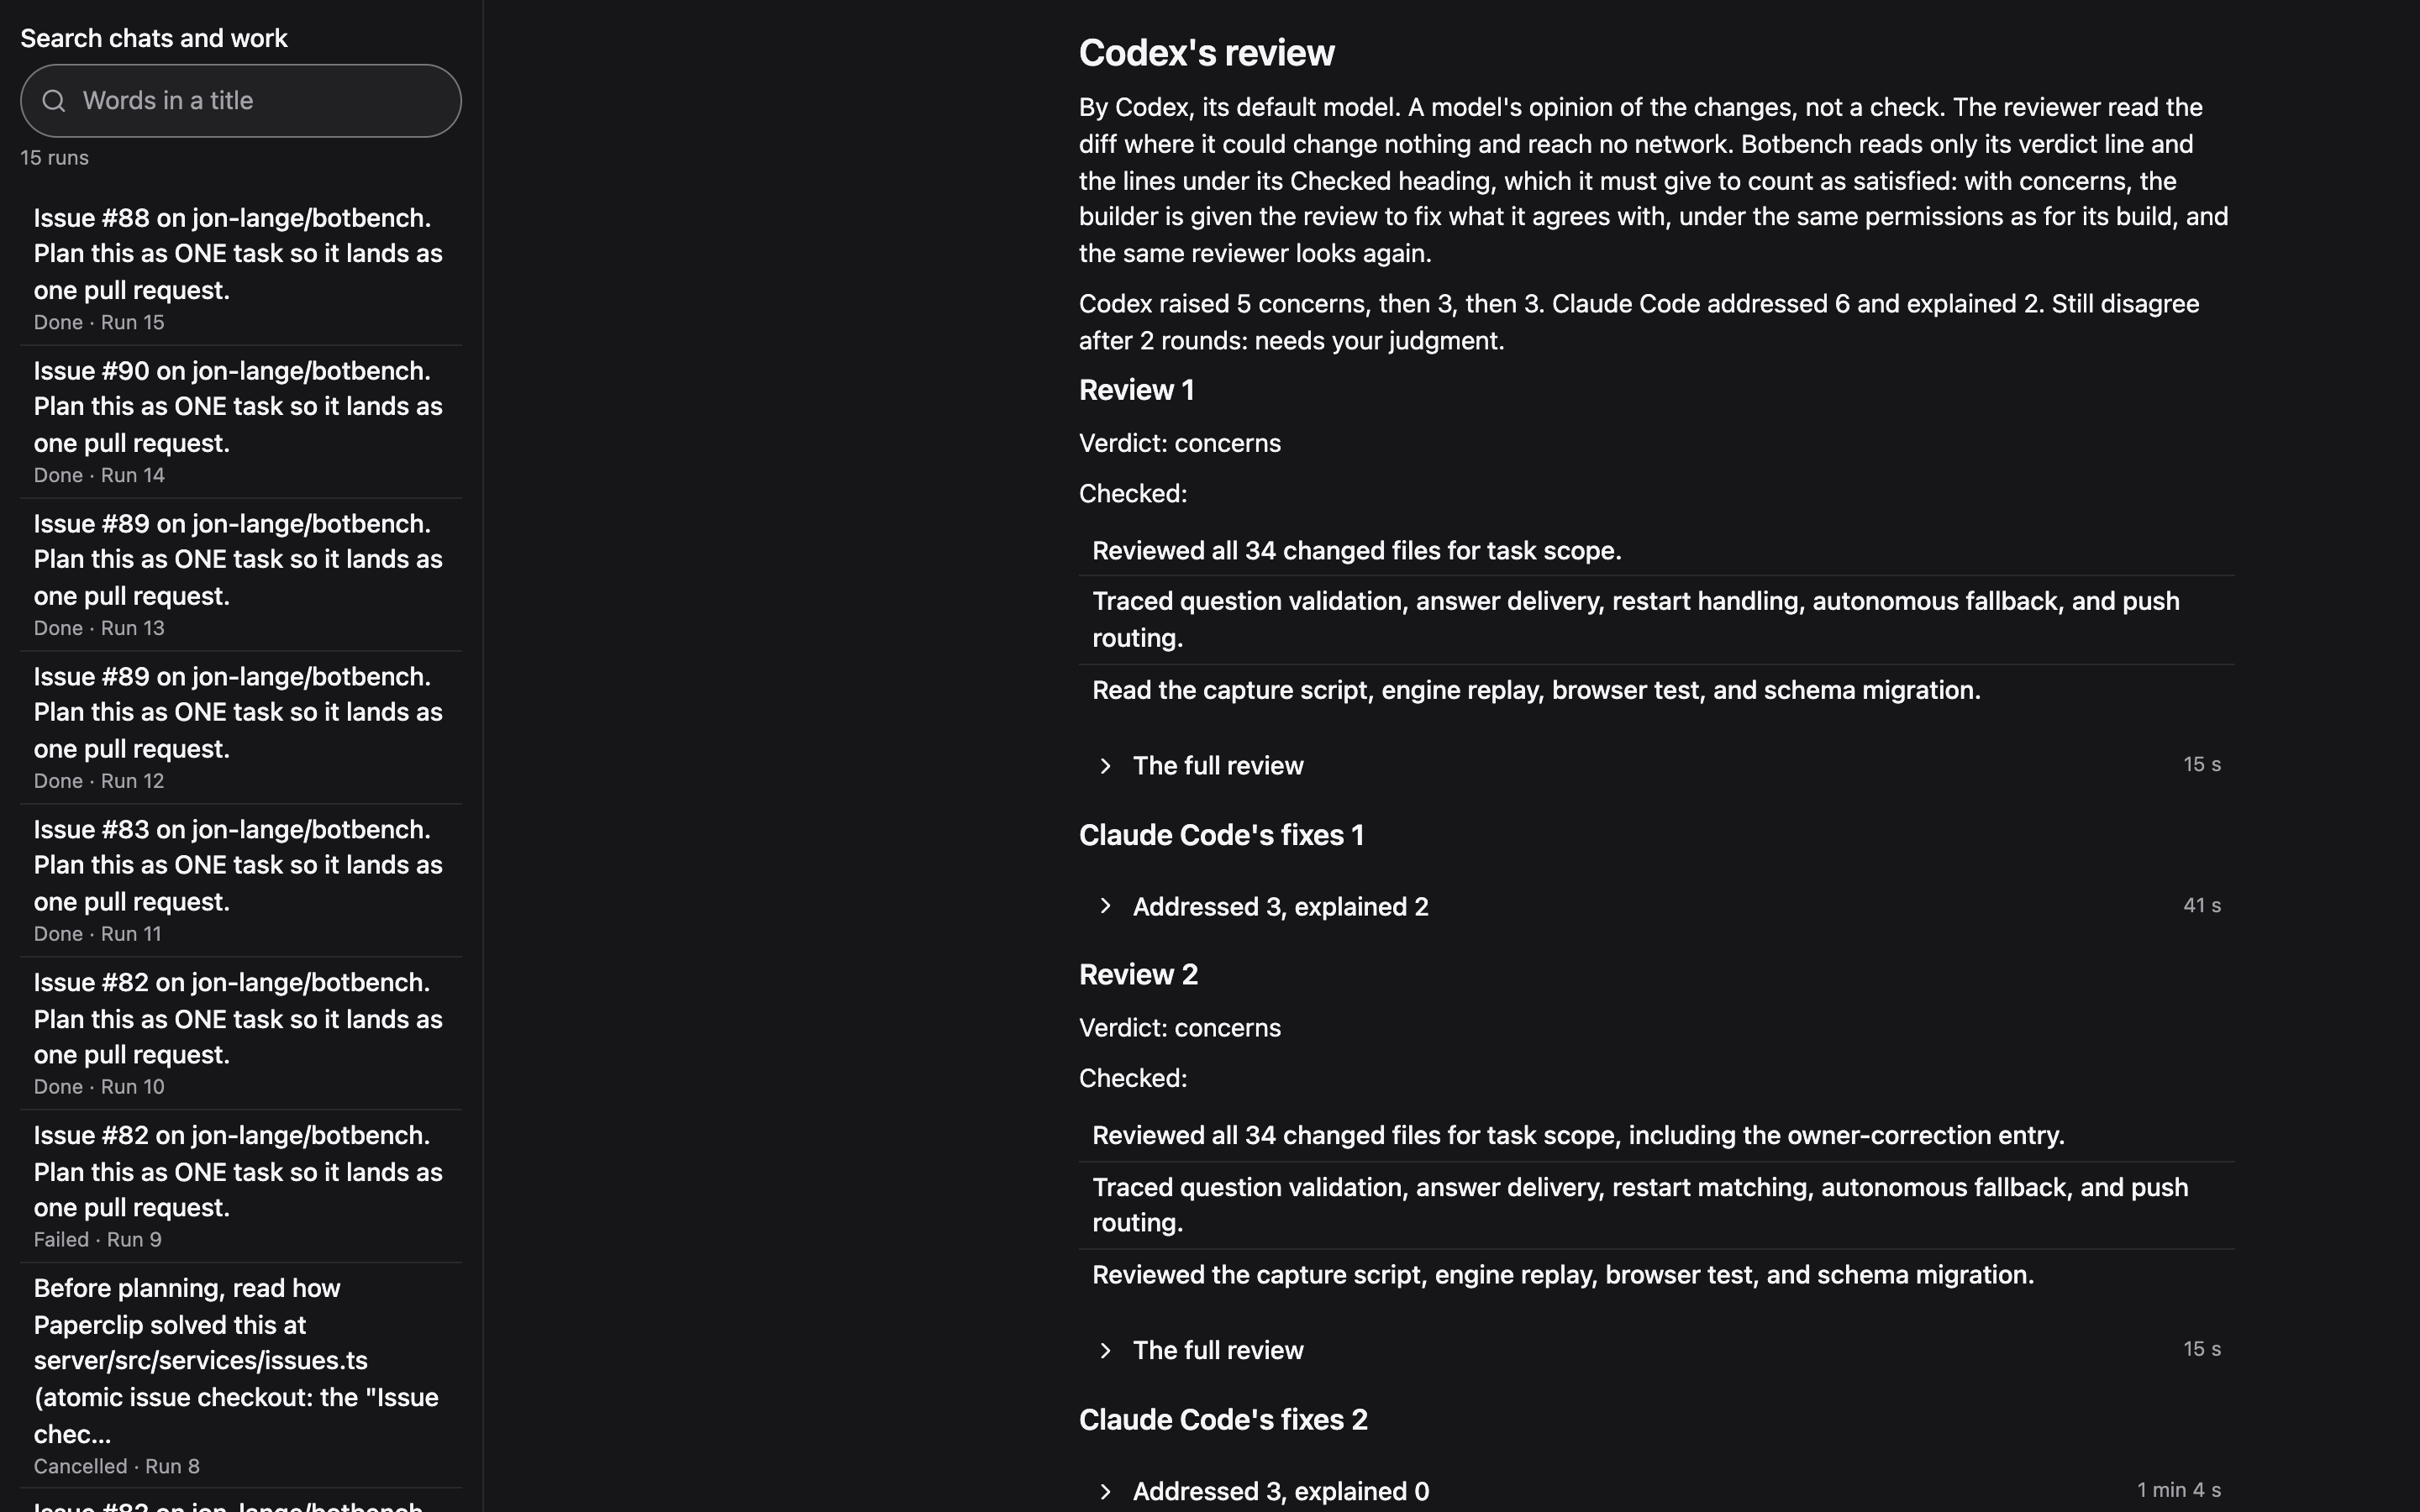 Search chats and work
Words in a title
15 runs
Issue #88 on jon-lange/botbench.
Plan this as ONE task so it lands as
one pull request.
Done · Run 15
Issue #90 on jon-lange/botbench.
Plan this as ONE task so it lands as
one pull request.
Done · Run 14
Issue #89 on jon-lange/botbench.
Plan this as ONE task so it lands as
one pull request.
Done · Run 13
Issue #89 on jon-lange/botbench.
Plan this as ONE task so it lands as
one pull request.
Done · Run 12
Issue #83 on jon-lange/botbench.
Plan this as ONE task so it lands as
one pull request.
Done · Run 11
Issue #82 on jon-lange/botbench.
Plan this as ONE task so it lands as
one pull request.
Done · Run 10
Issue #82 on jon-lange/botbench.
Plan this as ONE task so it lands as
one pull request.
Failed · Run 9
Before planning, read how
Paperclip solved this at
server/src/services/issues.ts
(atomic issue checkout: the "Issue
chec...
Cancelled · Run 8
Issue #82 on jon-lange/botbench.
Codex's review
By Codex, its default model. A model's opinion of the changes, not a check. The reviewer read the
diff where it could change nothing and reach no network. Botbench reads only its verdict line and
the lines under its Checked heading, which it must give to count as satisfied: with concerns, the
builder is given the review to fix what it agrees with, under the same permissions as for its build, and
the same reviewer looks again.
Codex raised 5 concerns, then 3, then 3. Claude Code addressed 6 and explained 2. Still disagree
after 2 rounds: needs your judgment.
Review 1
Verdict: concerns
Checked:
Reviewed all 34 changed files for task scope.
Traced question validation, answer delivery, restart handling, autonomous fallback, and push
routing.
Read the capture script, engine replay, browser test, and schema migration.
The full review
15 s
Claude Code's fixes 1
Addressed 3, explained 2
41 s
Review 2
Verdict: concerns
Checked:
Reviewed all 34 changed files for task scope, including the owner-correction entry.
Traced question validation, answer delivery, restart matching, autonomous fallback, and push
routing.
Reviewed the capture script, engine replay, browser test, and schema migration.
The full review
15 s
Claude Code's fixes 2
Addressed 3, explained 0
1 min 4 s